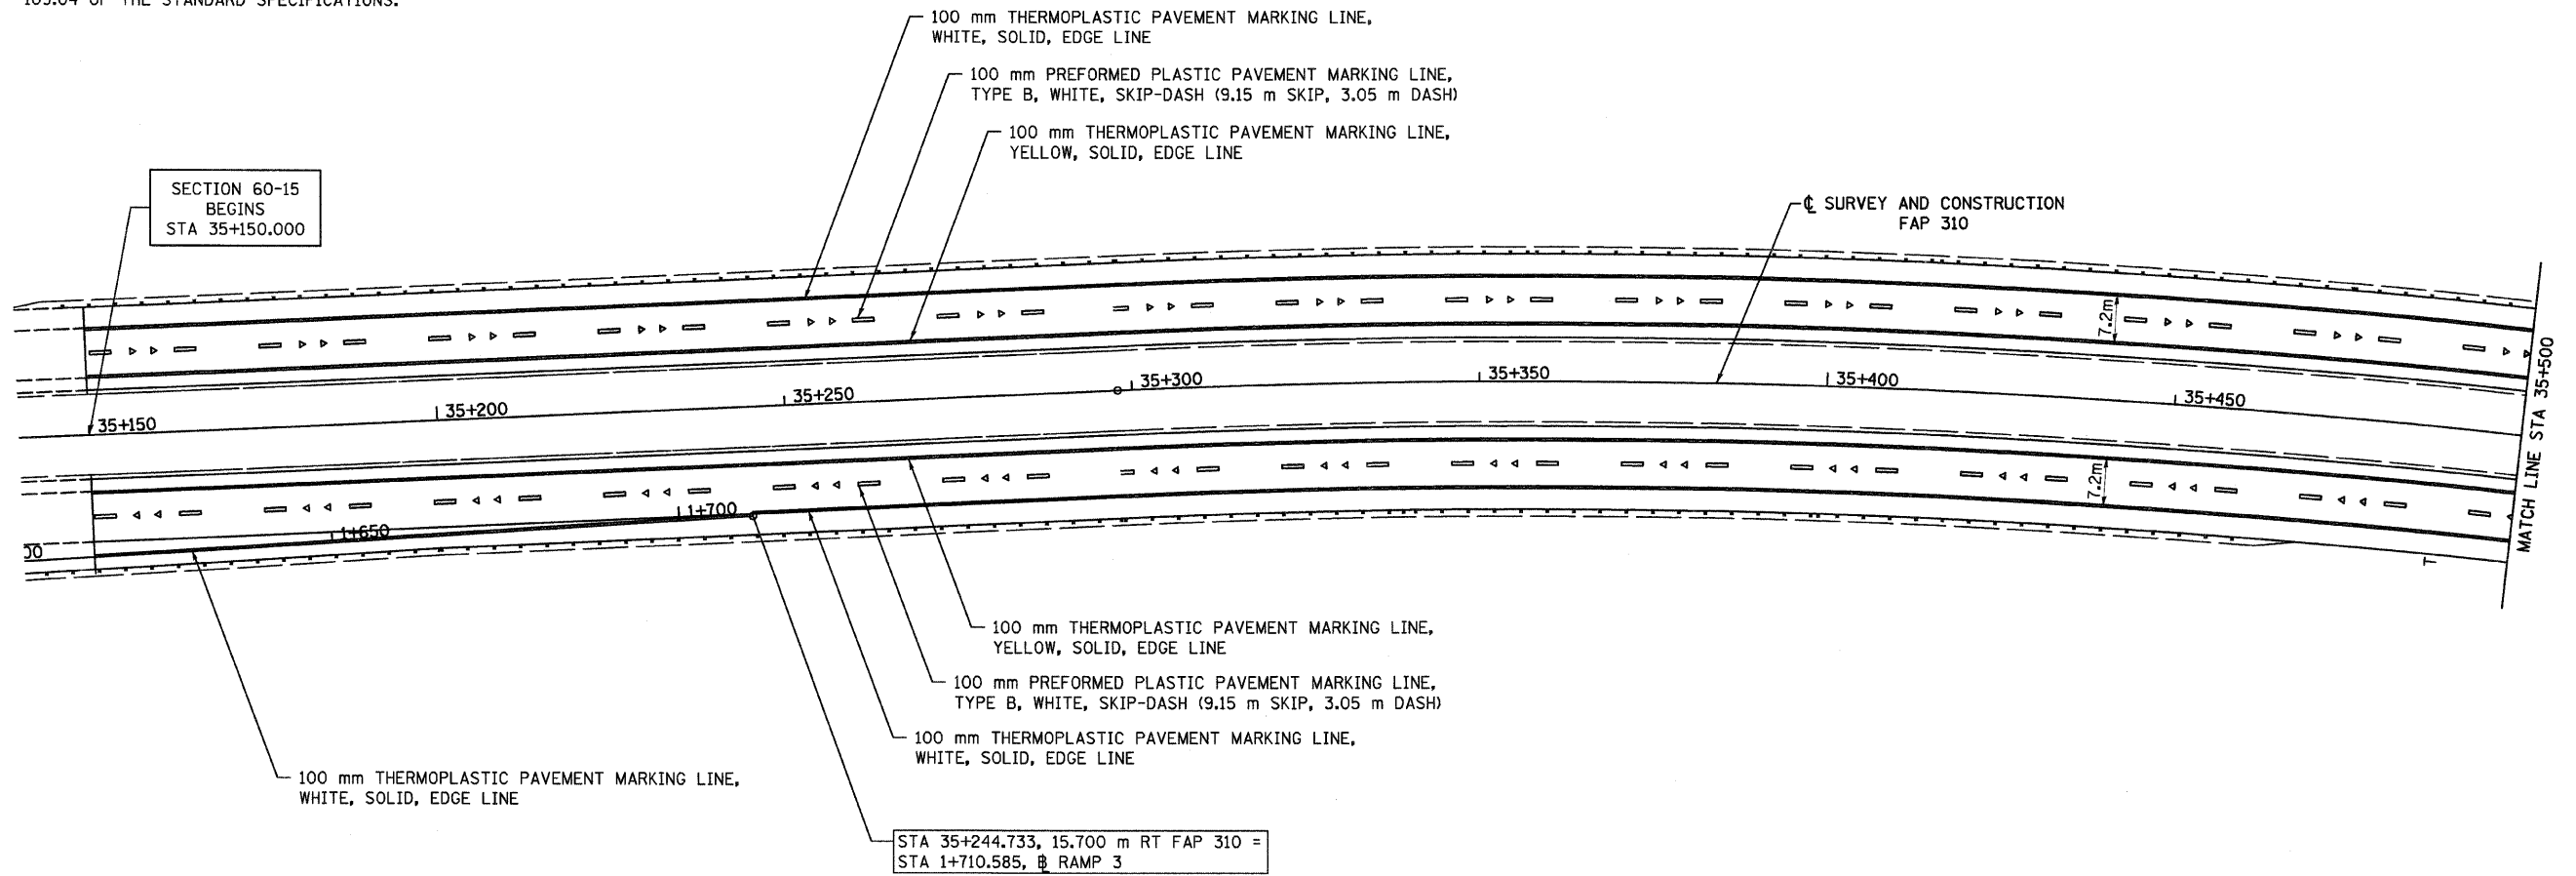 105.04 OF THE STANDARD SPECIFICATIONS.
100 mm THERMOPLASTIC PAVEMENT MARKING LINE,
WHITE, SOLID, EDGE LINE
100 mm PREFORMED PLASTIC PAVEMENT MARKING LINE,
TYPE B, WHITE, SKIP-DASH (9.15 m SKIP, 3.05 m DASH)
100 mm THERMOPLASTIC PAVEMENT MARKING LINE,
YELLOW, SOLID, EDGE LINE
SECTION 60-15
BEGINS
STA 35+150.000
℄ SURVEY AND CONSTRUCTION
FAP 310
7.2m
35+150
35+200
35+250
35+300
35+350
35+400
35+450
MATCH LINE STA 35+500
7.2m
00
1+650
1+700
100 mm THERMOPLASTIC PAVEMENT MARKING LINE,
YELLOW, SOLID, EDGE LINE
100 mm PREFORMED PLASTIC PAVEMENT MARKING LINE,
TYPE B, WHITE, SKIP-DASH (9.15 m SKIP, 3.05 m DASH)
100 mm THERMOPLASTIC PAVEMENT MARKING LINE,
WHITE, SOLID, EDGE LINE
100 mm THERMOPLASTIC PAVEMENT MARKING LINE,
WHITE, SOLID, EDGE LINE
STA 35+244.733, 15.700 m RT FAP 310 =
STA 1+710.585, B RAMP 3